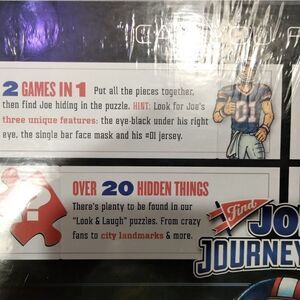 2 GAMES IN 1 Put all the pieces together,
then find Joe hiding in the puzzle. HINT: Look for Joe's
three unique features: the eye-black under his right
eye, the single bar face mask and his #01 jersey.
01
OVER 20 HIDDEN THINGS
There's plenty to be found in our
"Look & Laugh" puzzles. From crazy
fans to city landmarks & more.
Find
JO
JOURNEY